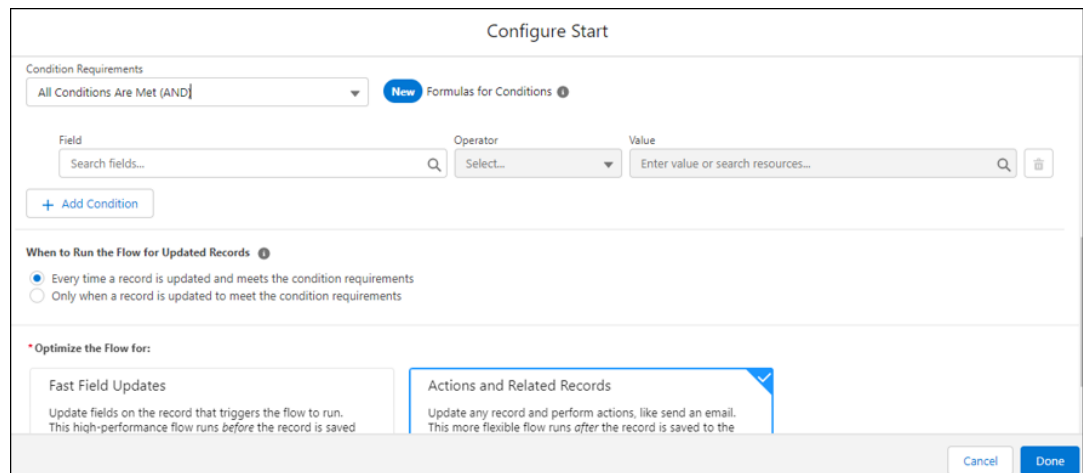 Configure Start
Condition Requirements
All Conditions Are Met (AND)
New Formulas for Conditions
Field Operator Value
Search fields... Select... Enter value or search resources...
+ Add Condition
When to Run the Flow for Updated Records
Every time a record is updated and meets the condition requirements
Only when a record is updated to meet the condition requirements
* Optimize the Flow for:
Fast Field Updates
Update fields on the record that triggers the flow to run.
This high-performance flow runs before the record is saved
Actions and Related Records
Update any record and perform actions, like send an email.
This more flexible flow runs after the record is saved to the
Cancel Done